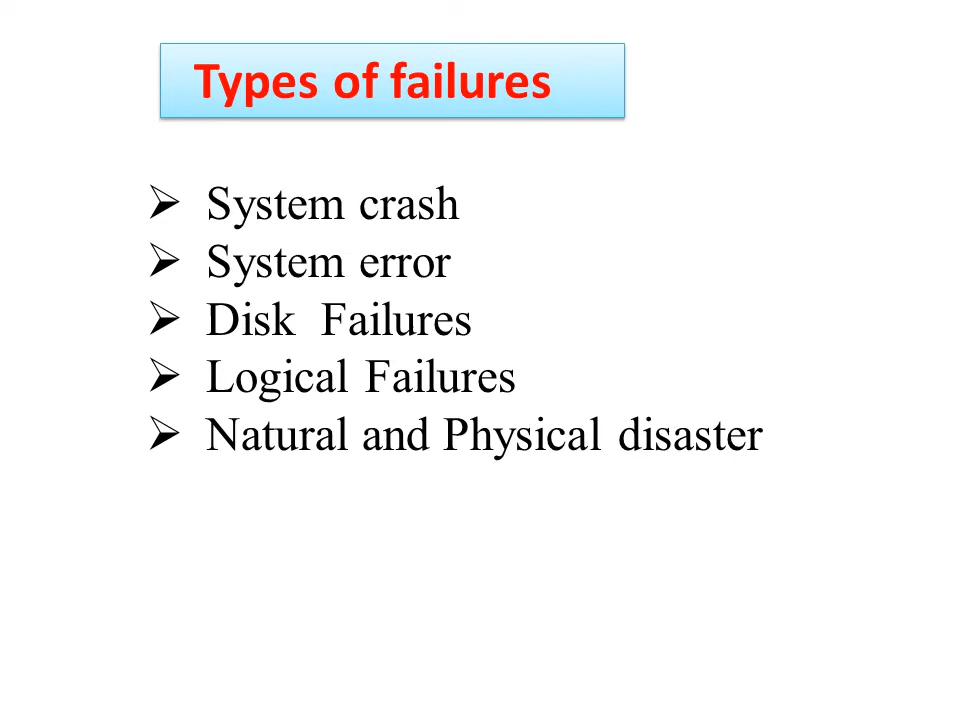 Types of failures
➢ System crash
➢ System error
➢ Disk Failures
➢ Logical Failures
➢ Natural and Physical disaster